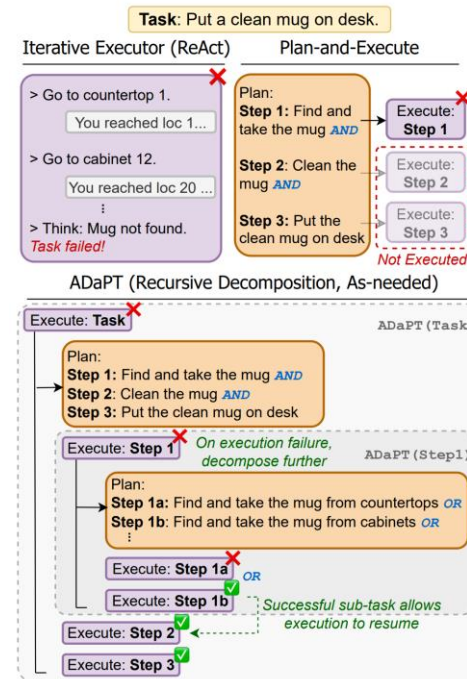 Task: Put a clean mug on desk.
Iterative Executor (ReAct)
> Go to countertop 1.
You reached loc 1...
> Go to cabinet 12.
You reached loc 20 ...
⋮
> Think: Mug not found.
Task failed!
Plan-and-Execute
Plan:
Step 1: Find and
take the mug AND
Step 2: Clean the
mug AND
Step 3: Put the
clean mug on desk
Execute:
Step 1
Execute:
Step 2
Execute:
Step 3
Not Executed
ADaPT (Recursive Decomposition, As-needed)
Execute: Task
ADaPT(Task
Plan:
Step 1: Find and take the mug AND
Step 2: Clean the mug AND
Step 3: Put the clean mug on desk
Execute: Step 1
On execution failure,
decompose further
ADaPT(Step1)
Plan:
Step 1a: Find and take the mug from countertops OR
Step 1b: Find and take the mug from cabinets OR
⋮
Execute: Step 1a
OR
Execute: Step 1b
Successful sub-task allows
execution to resume
Execute: Step 2
Execute: Step 3